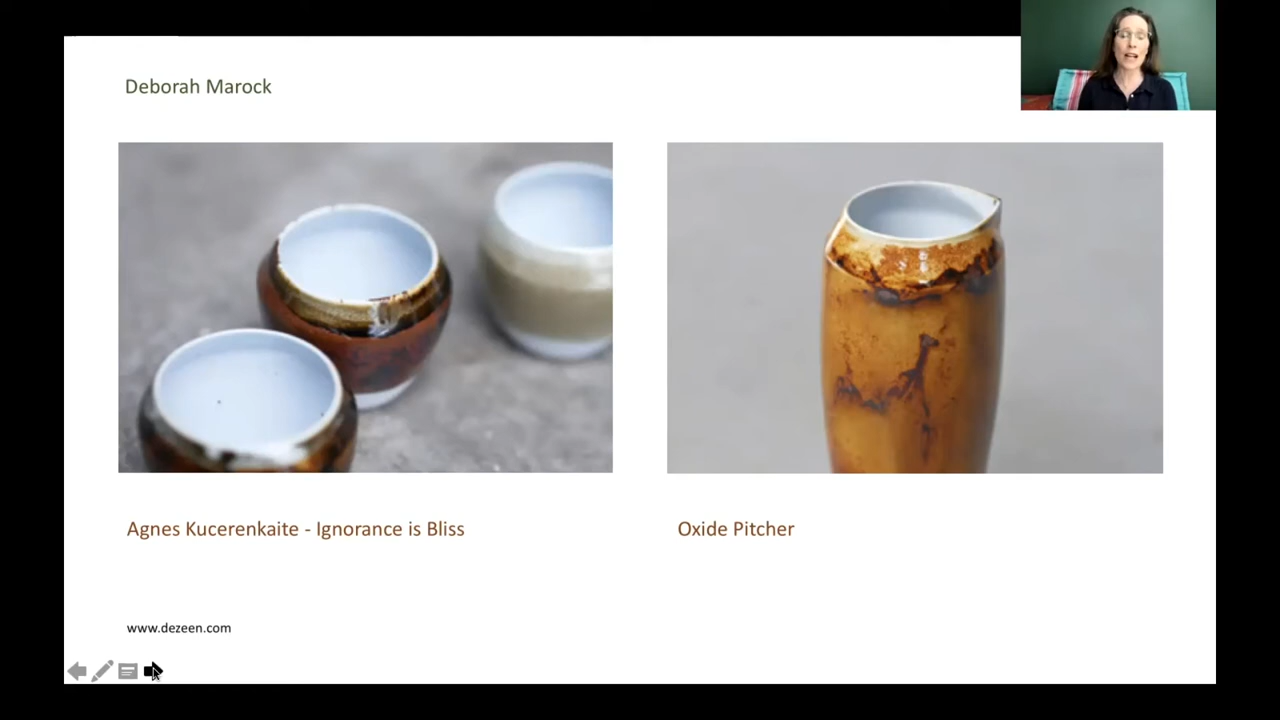 Deborah Marock
Agnes Kucerenkaite - Ignorance is Bliss
Oxide Pitcher
www.dezeen.com